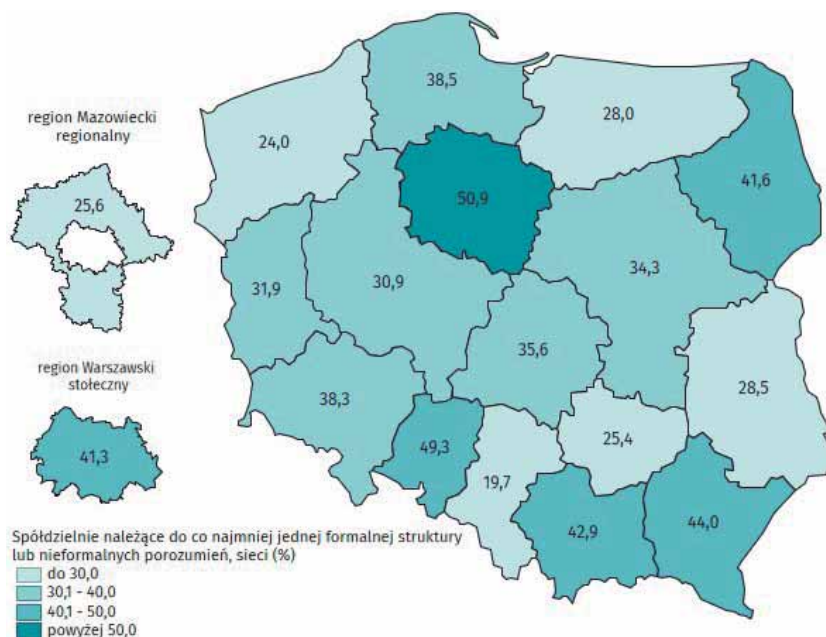 38,5
28,0
region Mazowiecki
regionalny
24,0
25,6
41,6
50,9
34,3
31,9
30,9
35,6
region Warszawski
stołeczny
28,5
38,3
25,4
41,3
49,3
19,7
44,0
42,9
Spółdzielnie należące do co najmniej jednej formalnej struktury
lub nieformalnych porozumień, sieci (%)
do 30,0
30,1 - 40,0
40,1 - 50,0
powyżej 50,0